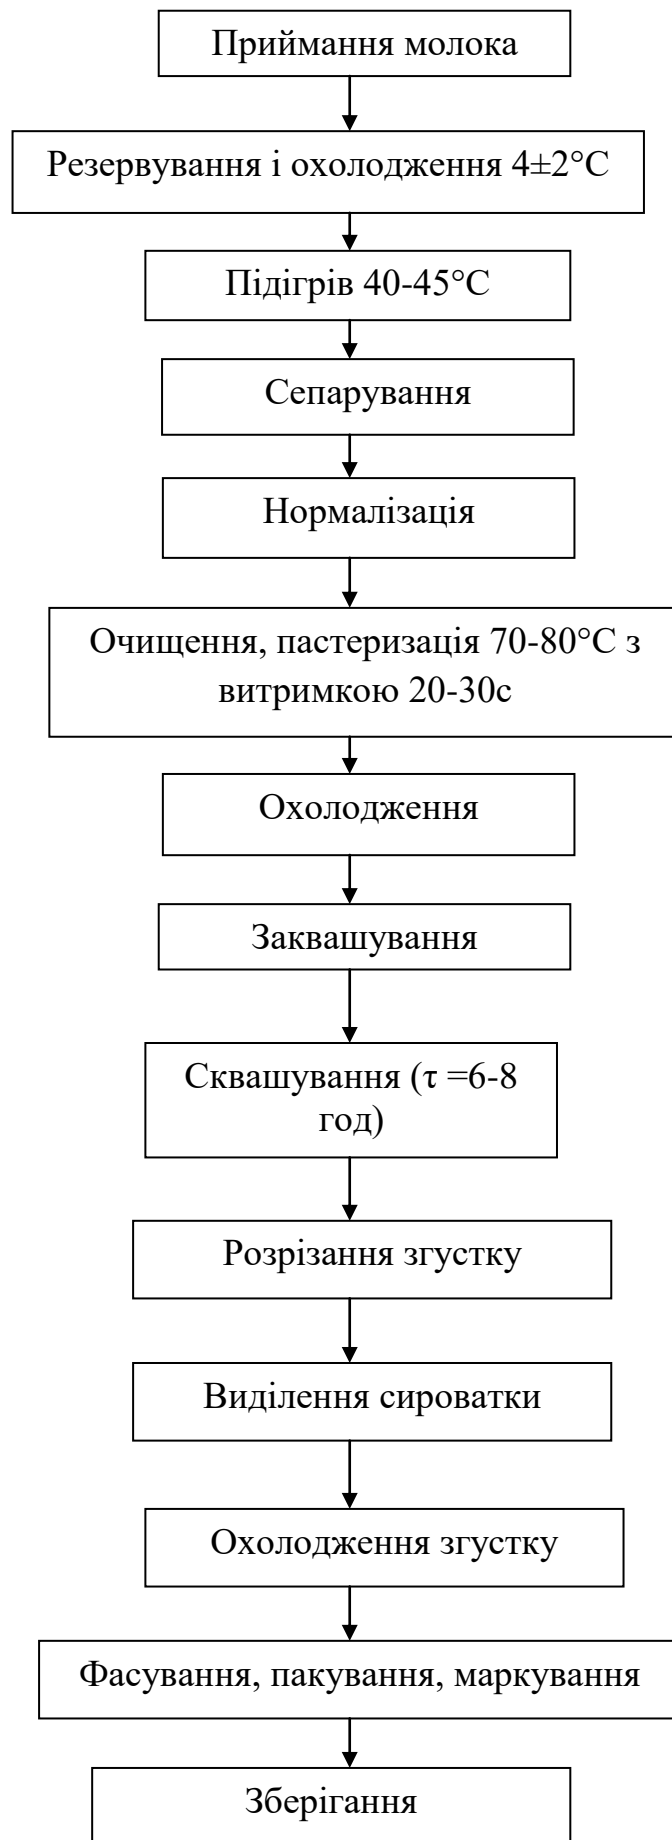 Приймання молока
Резервування і охолодження 4±2°С
Підігрів 40-45°С
Сепарування
Нормалізація
Очищення, пастеризація 70-80°С з
витримкою 20-30с
Охолодження
Заквашування
Сквашування (τ =6-8
год)
Розрізання згустку
Виділення сироватки
Охолодження згустку
Фасування, пакування, маркування
Зберігання